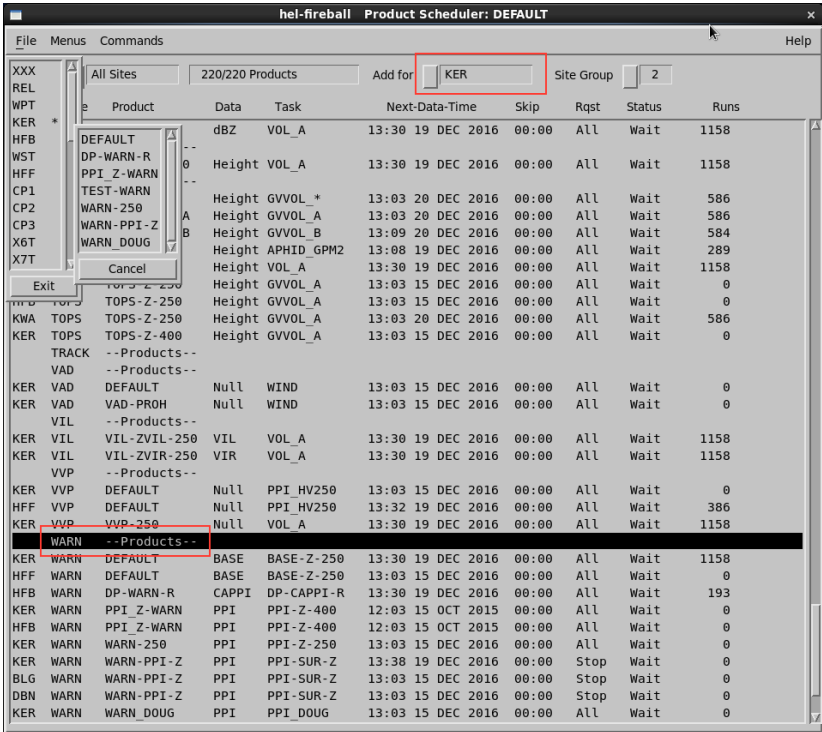 hel-fireball Product Scheduler: DEFAULT ×
File Menus Commands Help
All Sites 220/220 Products Add for KER Site Group 2
XXX
REL
WPT
KER *
HFB
WST
HFF
CP1
CP2
CP3
X6T
X7T
Exit
DEFAULT
DP-WARN-R
PPI_Z-WARN
TEST-WARN
WARN-250
WARN-PPI-Z
WARN_DOUG
Cancel
e Product Data Task Next-Data-Time Skip Rqst Status Runs
dBZ VOL_A 13:30 19 DEC 2016 00:00 All Wait 1158
--
0 Height VOL_A 13:30 19 DEC 2016 00:00 All Wait 1158
--
Height GVVOL_* 13:03 20 DEC 2016 00:00 All Wait 586
A Height GVVOL_A 13:03 20 DEC 2016 00:00 All Wait 586
B Height GVVOL_B 13:09 20 DEC 2016 00:00 All Wait 584
Height APHID_GPM2 13:08 19 DEC 2016 00:00 All Wait 289
Height VOL_A 13:30 19 DEC 2016 00:00 All Wait 1158
TOPS-Z-250 Height GVVOL_A 13:03 15 DEC 2016 00:00 All Wait 0
HFB TOPS TOPS-Z-250 Height GVVOL_A 13:03 15 DEC 2016 00:00 All Wait 0
KWA TOPS TOPS-Z-250 Height GVVOL_A 13:03 20 DEC 2016 00:00 All Wait 586
KER TOPS TOPS-Z-400 Height GVVOL_A 13:03 15 DEC 2016 00:00 All Wait 0
TRACK --Products--
VAD --Products--
KER VAD DEFAULT Null WIND 13:03 15 DEC 2016 00:00 All Wait 0
KER VAD VAD-PROH Null WIND 13:03 15 DEC 2016 00:00 All Wait 0
VIL --Products--
KER VIL VIL-ZVIL-250 VIL VOL_A 13:30 19 DEC 2016 00:00 All Wait 1158
KER VIL VIL-ZVIR-250 VIR VOL_A 13:30 19 DEC 2016 00:00 All Wait 1158
VVP --Products--
KER VVP DEFAULT Null PPI_HV250 13:03 15 DEC 2016 00:00 All Wait 0
HFF VVP DEFAULT Null PPI_HV250 13:32 19 DEC 2016 00:00 All Wait 386
KER VVP VVP-250 Null VOL_A 13:30 19 DEC 2016 00:00 All Wait 1158
WARN --Products--
KER WARN DEFAULT BASE BASE-Z-250 13:30 19 DEC 2016 00:00 All Wait 1158
HFF WARN DEFAULT BASE BASE-Z-250 13:03 15 DEC 2016 00:00 All Wait 0
HFB WARN DP-WARN-R CAPPI DP-CAPPI-R 13:30 19 DEC 2016 00:00 All Wait 193
KER WARN PPI_Z-WARN PPI PPI-Z-400 12:03 15 OCT 2015 00:00 All Wait 0
HFB WARN PPI_Z-WARN PPI PPI-Z-400 12:03 15 OCT 2015 00:00 All Wait 0
KER WARN WARN-250 PPI PPI-Z-250 13:03 15 DEC 2016 00:00 All Wait 0
KER WARN WARN-PPI-Z PPI PPI-SUR-Z 13:38 19 DEC 2016 00:00 Stop Wait 0
BLG WARN WARN-PPI-Z PPI PPI-SUR-Z 13:03 15 DEC 2016 00:00 Stop Wait 0
DBN WARN WARN-PPI-Z PPI PPI-SUR-Z 13:03 15 DEC 2016 00:00 Stop Wait 0
KER WARN WARN_DOUG PPI PPI_DOUG 13:03 15 DEC 2016 00:00 All Wait 0